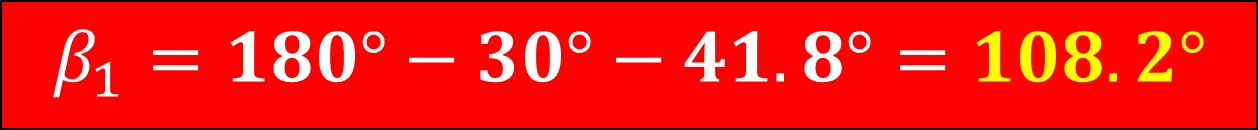 β₁ = 180° − 30° − 41.8° = 108.2°